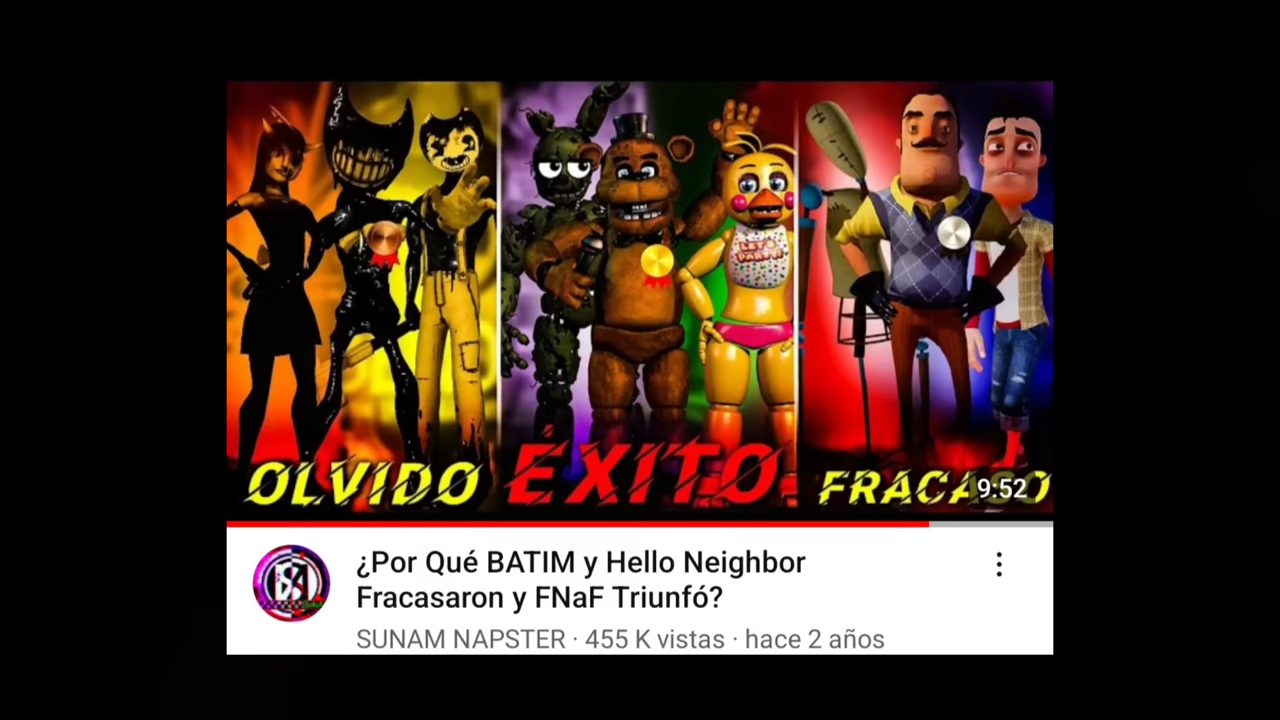 LET'S
PARTY!
OLVIDO
ÉXITO
FRACASO
9:52
¿Por Qué BATIM y Hello Neighbor
Fracasaron y FNaF Triunfó?
SUNAM NAPSTER · 455 K vistas · hace 2 años